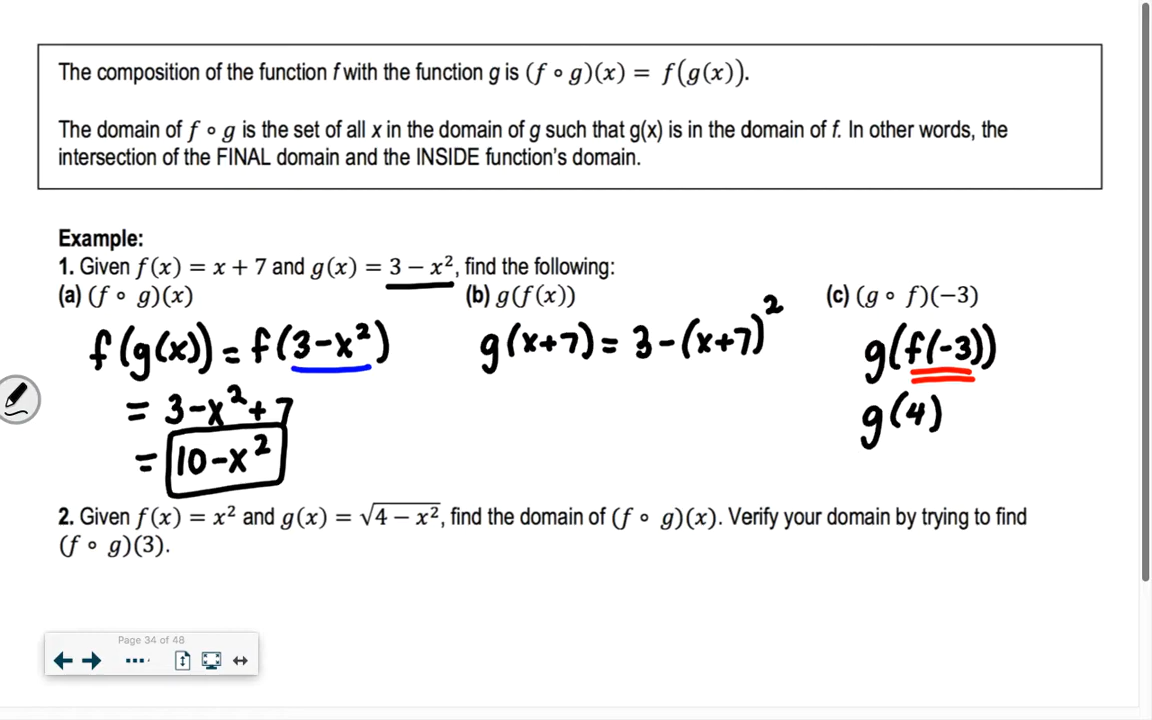 The composition of the function f with the function g is (f ∘ g)(x) = f(g(x)).
The domain of f ∘ g is the set of all x in the domain of g such that g(x) is in the domain of f. In other words, the
intersection of the FINAL domain and the INSIDE function's domain.
Example:
1. Given f(x) = x + 7 and g(x) = 3 − x², find the following:
(a) (f ∘ g)(x) (b) g(f(x)) (c) (g ∘ f)(−3)
f(g(x)) = f(3-x²) g(x+7) = 3-(x+7)² g(f(-3))
= 3-x²+7 g(4)
= 10-x²
2. Given f(x) = x² and g(x) = √(4 − x²), find the domain of (f ∘ g)(x). Verify your domain by trying to find
(f ∘ g)(3).
Page 34 of 48